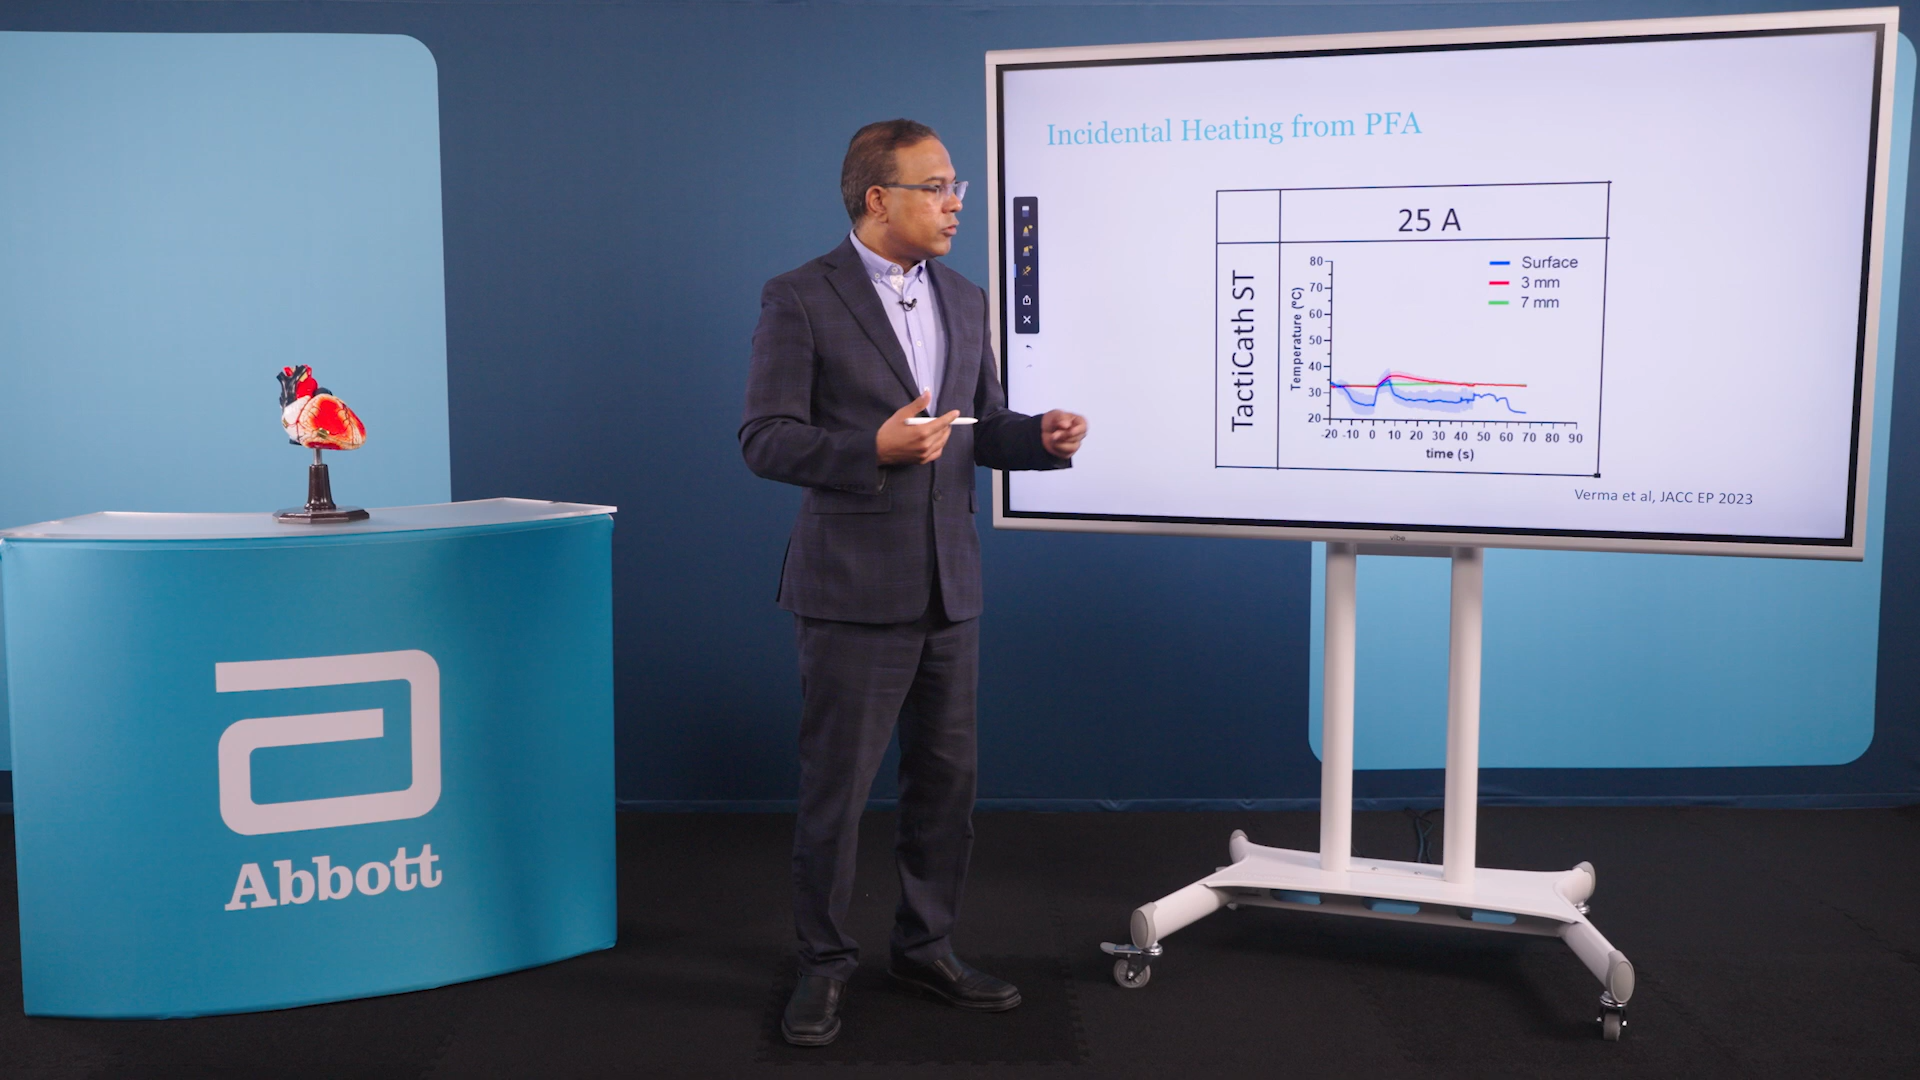 Incidental Heating from PFA
25 A
TactiCath ST
Surface
3 mm
7 mm
Temperature (°C)
80
70
60
50
40
30
20
-20 -10 0 10 20 30 40 50 60 70 80 90
time (s)
Verma et al, JACC EP 2023
vibe
Abbott